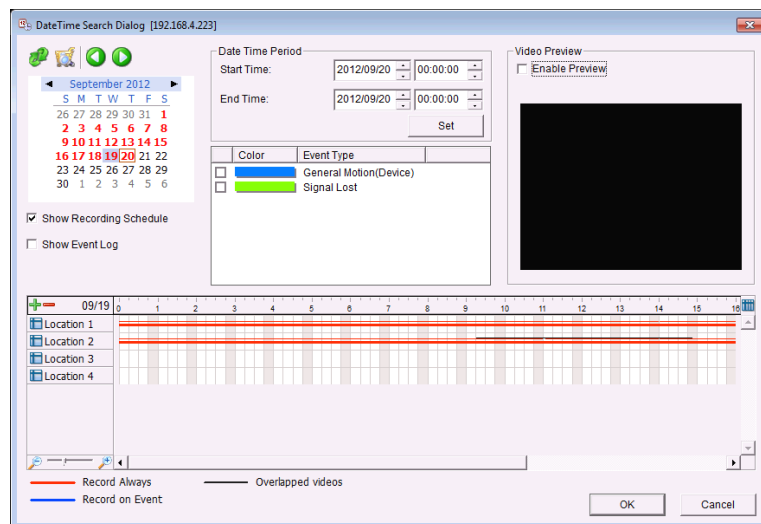 DateTime Search Dialog [192.168.4.223]
September 2012
S M T W T F S
26 27 28 29 30 31 1
2 3 4 5 6 7 8
9 10 11 12 13 14 15
16 17 18 19 20 21 22
23 24 25 26 27 28 29
30 1 2 3 4 5 6
Show Recording Schedule
Show Event Log
Date Time Period
Start Time: 2012/09/20 00:00:00
End Time: 2012/09/20 00:00:00
Set
Color Event Type
General Motion(Device)
Signal Lost
Video Preview
Enable Preview
09/19 0 1 2 3 4 5 6 7 8 9 10 11 12 13 14 15 16
Location 1
Location 2
Location 3
Location 4
Record Always Overlapped videos
Record on Event
OK Cancel